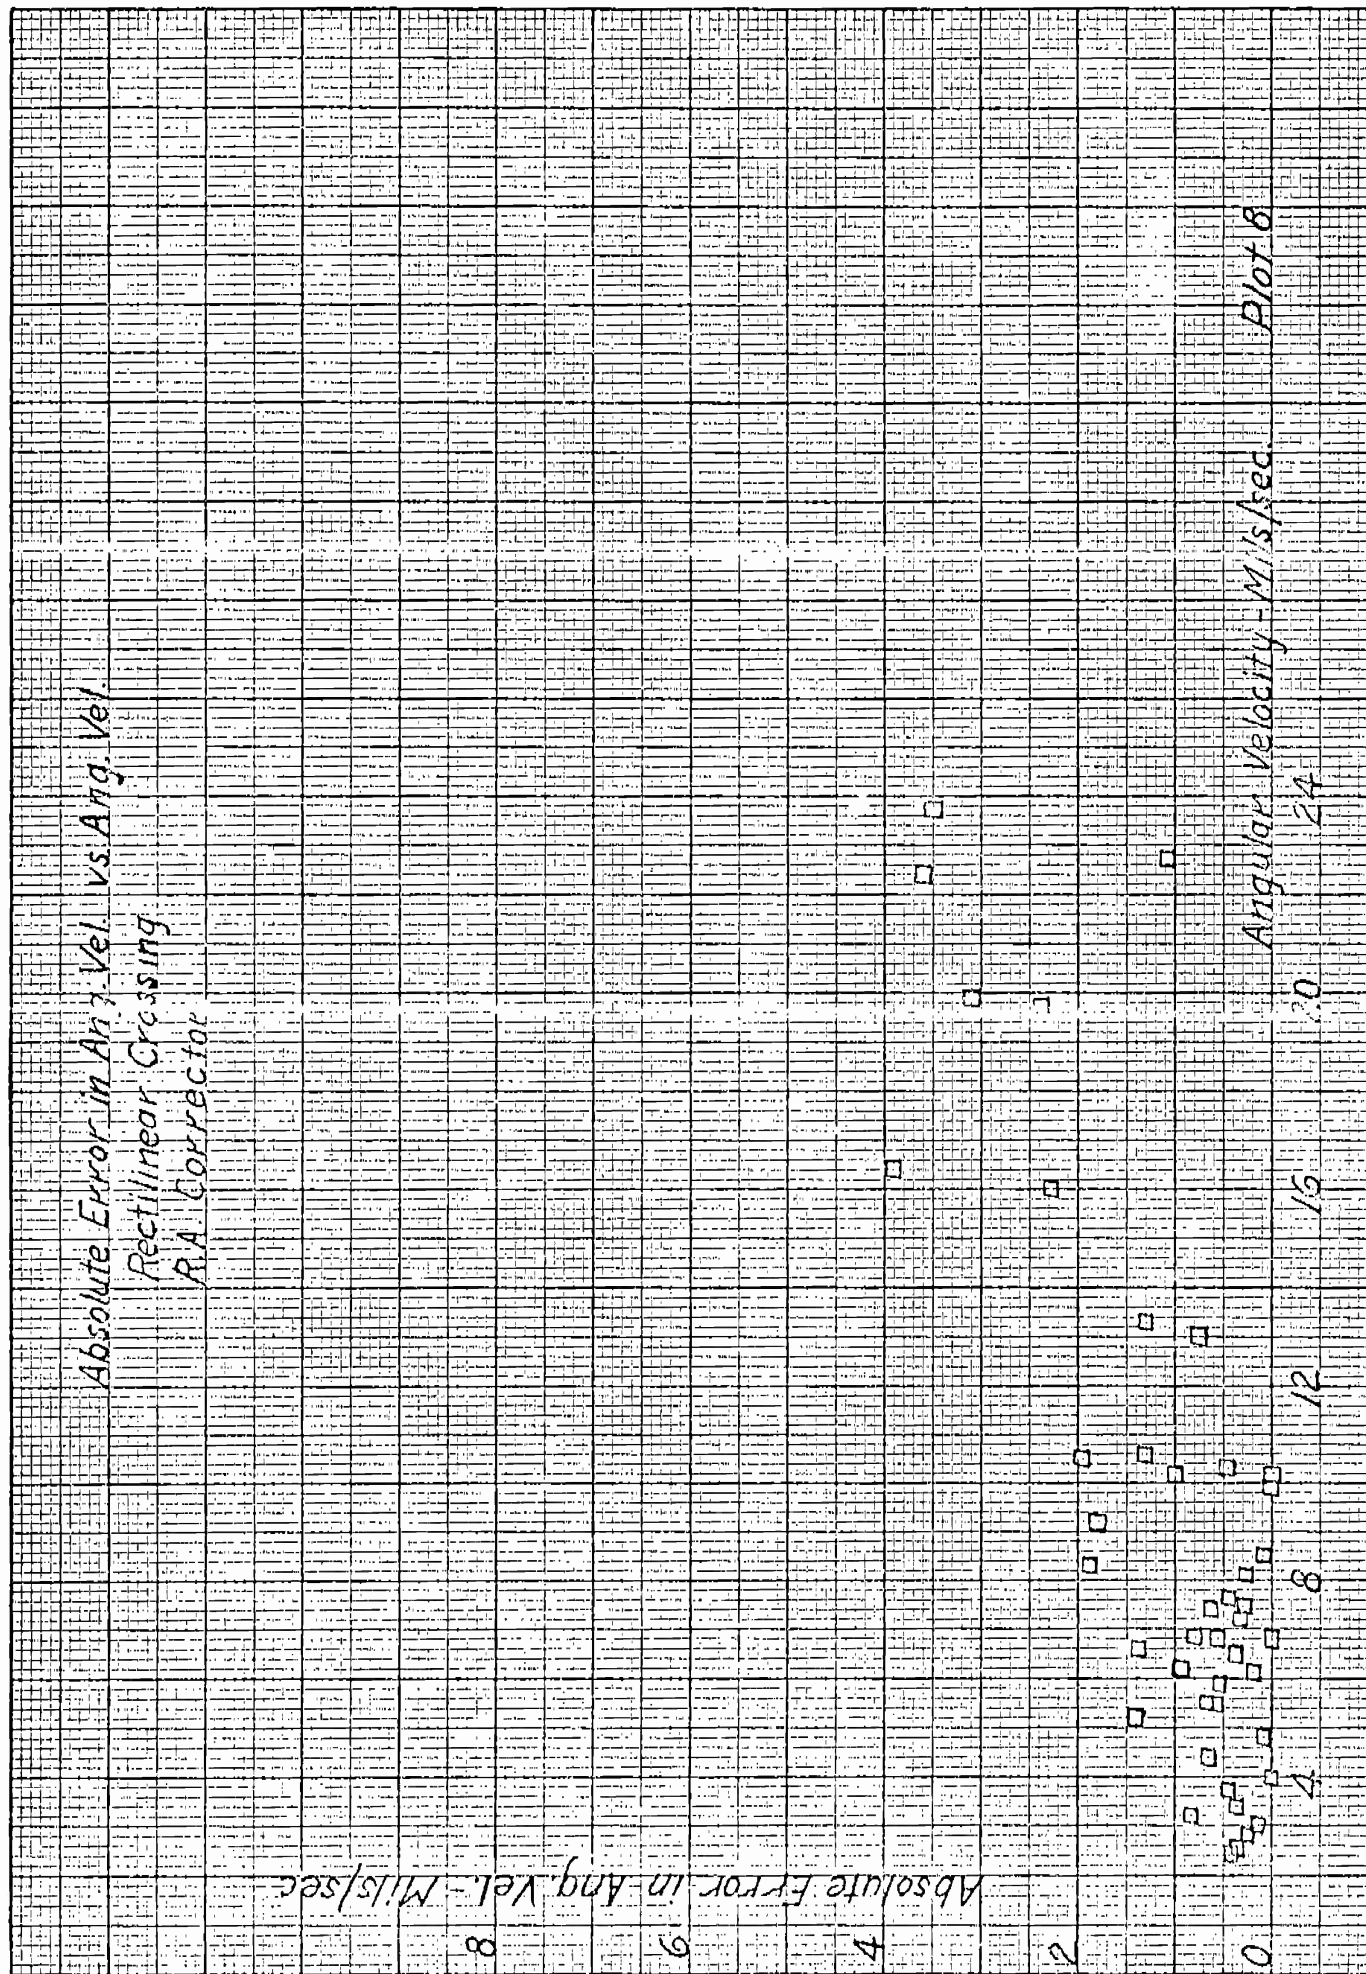 Absolute Error in Ang. Vel. vs. Ang. Vel.
Rectilinear Crossing
R.A. Corrector
Absolute Error in Ang. Vel. - Mils/sec
8
6
4
2
0
4 8 12 16 20 24
Angular Velocity - Mils/sec. Plot 8